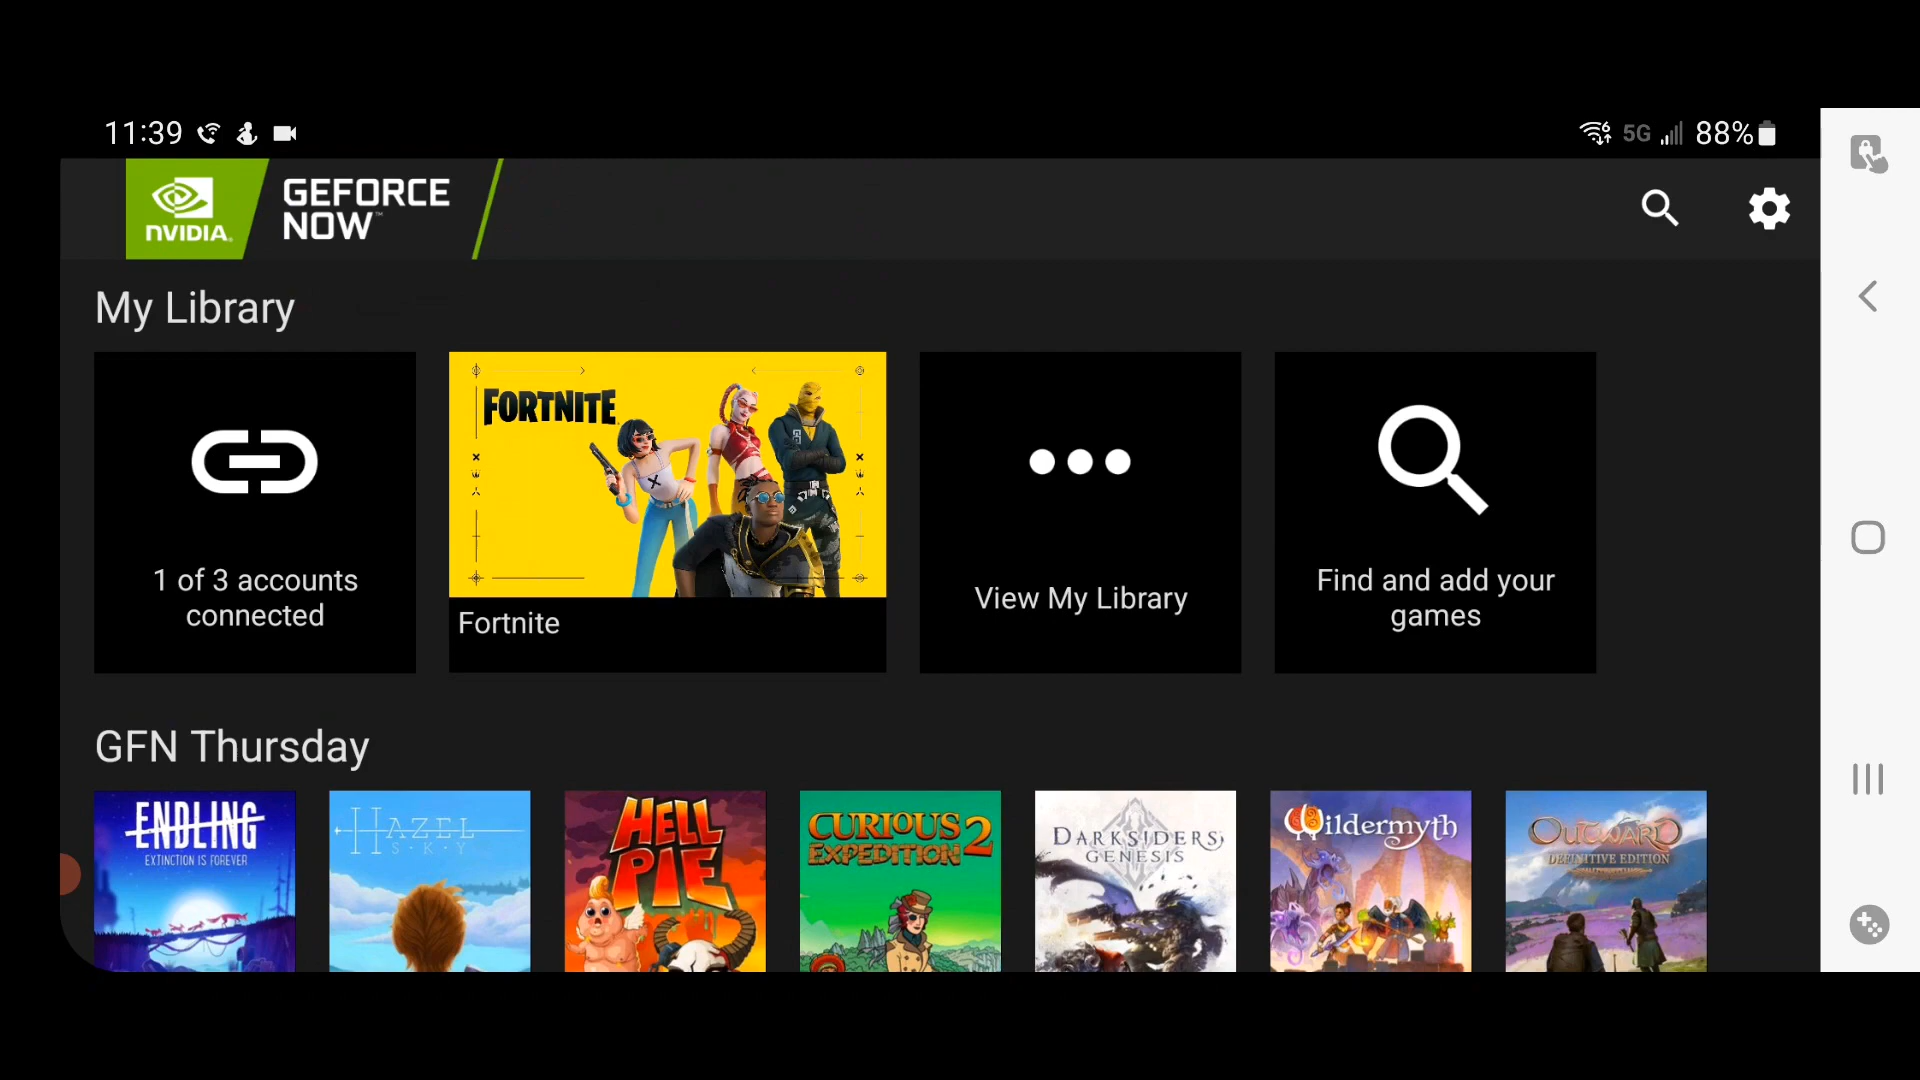 11:39 5G 88%
NVIDIA. GEFORCE
NOW™
My Library
FORTNITE
1 of 3 accounts
connected
Fortnite
View My Library
Find and add your
games
GFN Thursday
ENDLING
EXTINCTION IS FOREVER
HAZEL
SKY
HELL
PIE
CURIOUS
EXPEDITION 2
DARKSIDERS
GENESIS
Wildermyth
OUTWARD
DEFINITIVE EDITION